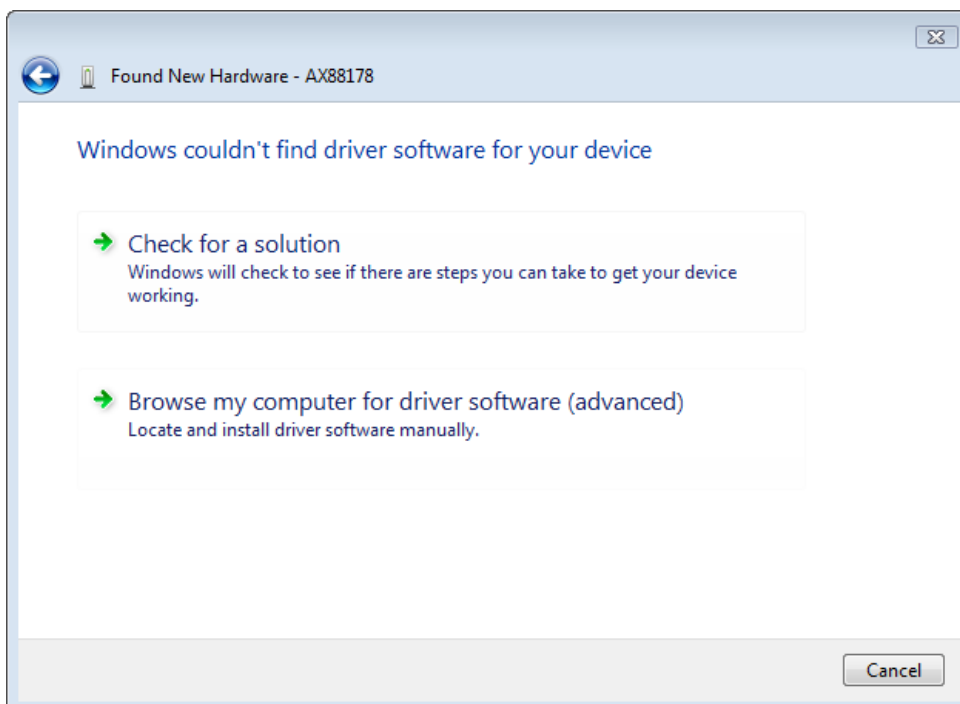 Found New Hardware - AX88178
Windows couldn't find driver software for your device
Check for a solution
Windows will check to see if there are steps you can take to get your device
working.
Browse my computer for driver software (advanced)
Locate and install driver software manually.
Cancel